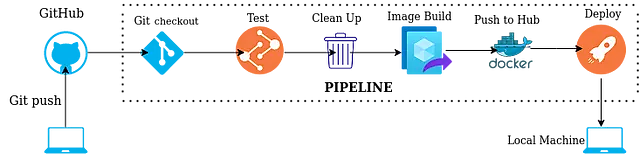 GitHub
Git checkout
Test
Clean Up
Image Build
Push to Hub
Deploy
docker
Git push
PIPELINE
Local Machine